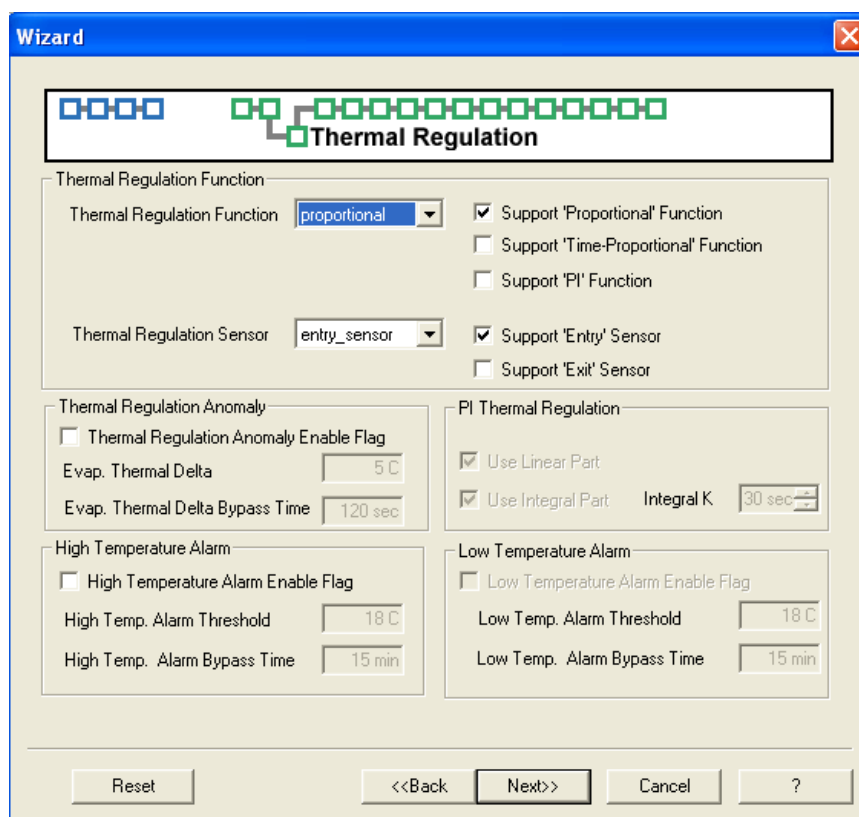 Wizard
Thermal Regulation
Thermal Regulation Function
Thermal Regulation Function proportional Support 'Proportional' Function
Support 'Time-Proportional' Function
Support 'PI' Function
Thermal Regulation Sensor entry_sensor Support 'Entry' Sensor
Support 'Exit' Sensor
Thermal Regulation Anomaly
Thermal Regulation Anomaly Enable Flag
Evap. Thermal Delta 5 C
Evap. Thermal Delta Bypass Time 120 sec
PI Thermal Regulation
Use Linear Part
Use Integral Part Integral K 30 sec
High Temperature Alarm
High Temperature Alarm Enable Flag
High Temp. Alarm Threshold 18 C
High Temp. Alarm Bypass Time 15 min
Low Temperature Alarm
Low Temperature Alarm Enable Flag
Low Temp. Alarm Threshold 18 C
Low Temp. Alarm Bypass Time 15 min
Reset <<Back Next>> Cancel ?